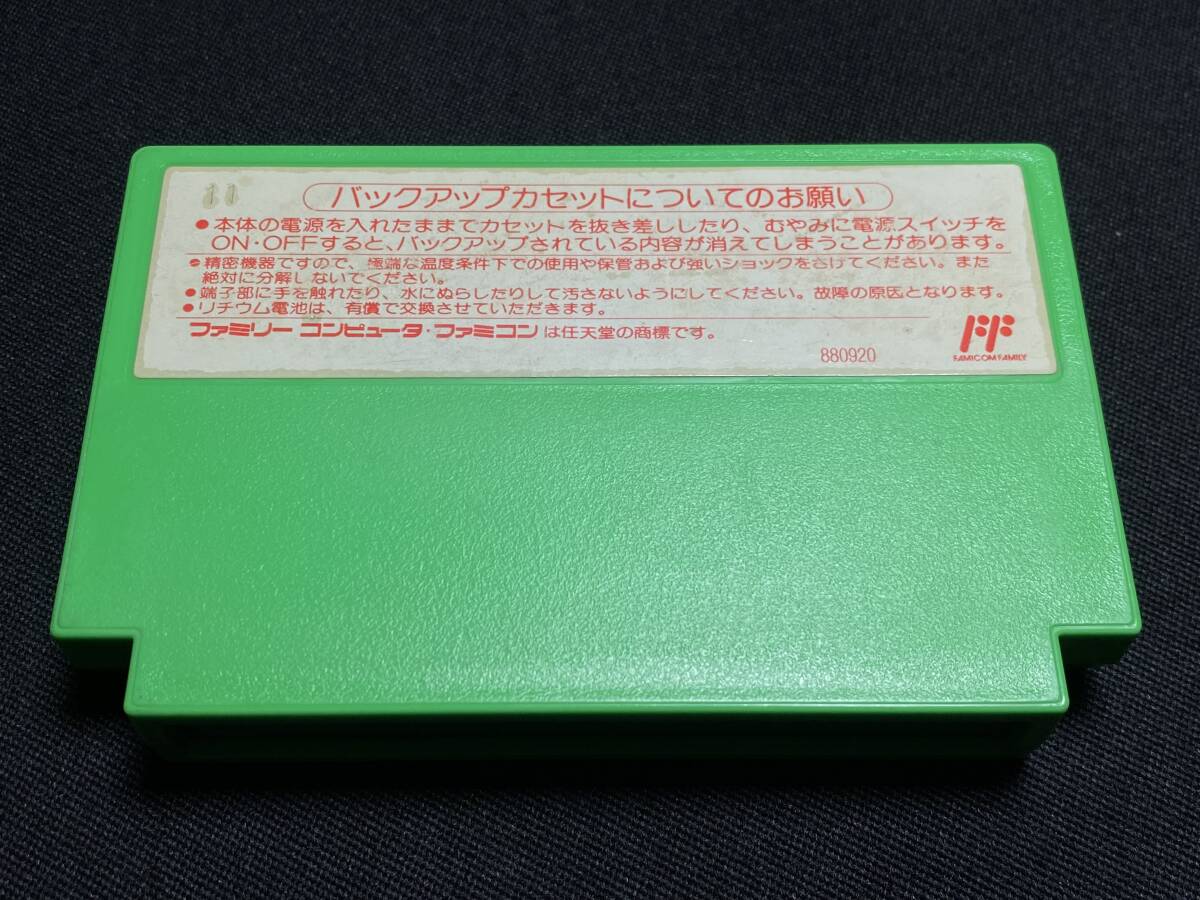 11
バックアップカセットについてのお願い
●本体の電源を入れたままでカセットを抜き差ししたり、むやみに電源スイッチを
ON・OFFすると、バックアップされている内容が消えてしまうことがあります。
●精密機器ですので、極端な温度条件下での使用や保管および強いショックをさけてください。また
絶対に分解しないでください。
●端子部に手を触れたり、水にぬらしたりして汚さないようにしてください。故障の原因となります。
●リチウム電池は、有償で交換させていただきます。
ファミリー コンピュータ・ファミコン は任天堂の商標です。
880920
FAMICOM FAMILY